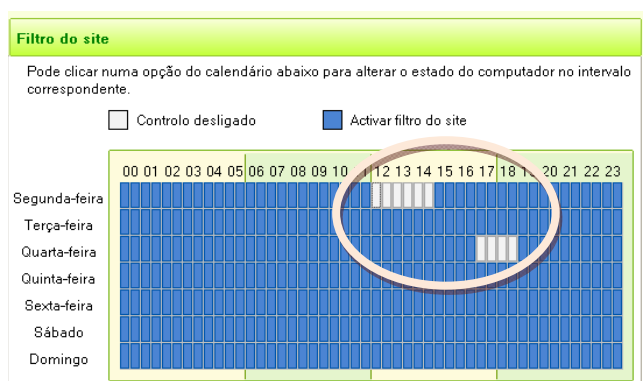 Filtro do site
Pode clicar numa opção do calendário abaixo para alterar o estado do computador no intervalo
correspondente.
Controlo desligado Activar filtro do site
00 01 02 03 04 05 06 07 08 09 10 11 12 13 14 15 16 17 18 19 20 21 22 23
Segunda-feira
Terça-feira
Quarta-feira
Quinta-feira
Sexta-feira
Sábado
Domingo